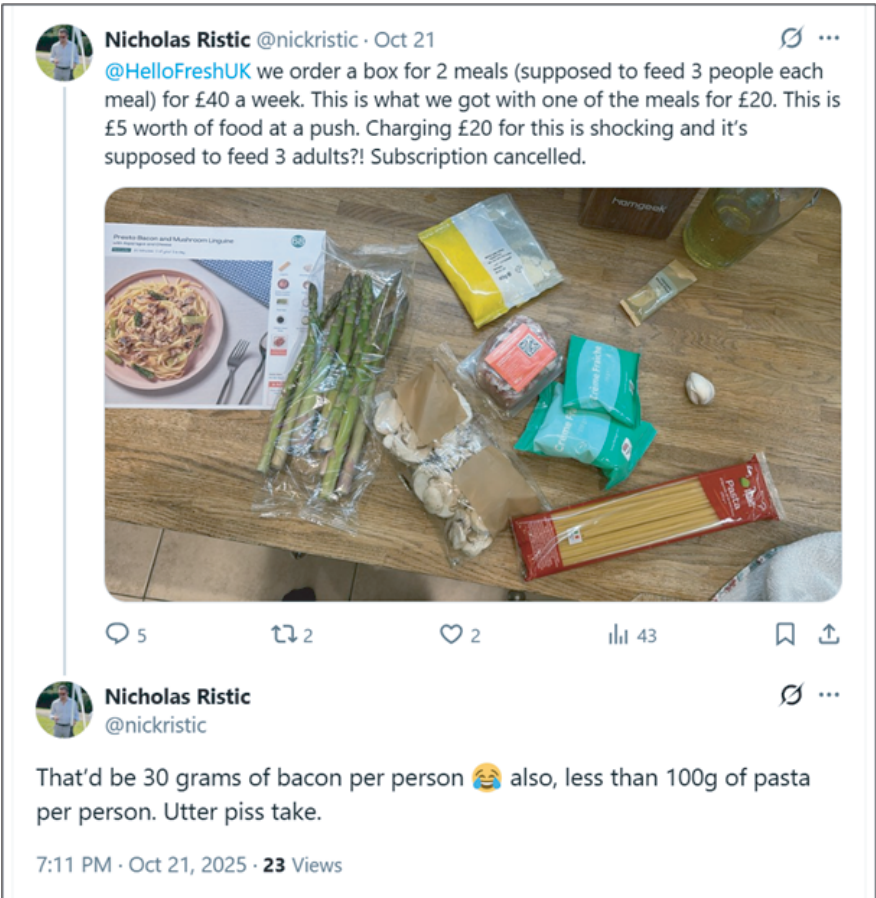 Nicholas Ristic @nickristic · Oct 21
@HelloFreshUK we order a box for 2 meals (supposed to feed 3 people each
meal) for £40 a week. This is what we got with one of the meals for £20. This is
£5 worth of food at a push. Charging £20 for this is shocking and it's
supposed to feed 3 adults?! Subscription cancelled.
Homgeek
Presto Bacon and Mushroom Linguine
Crème Fraîche
Pasta
5 2 2 43
Nicholas Ristic
@nickristic
That'd be 30 grams of bacon per person 😂 also, less than 100g of pasta
per person. Utter piss take.
7:11 PM · Oct 21, 2025 · 23 Views